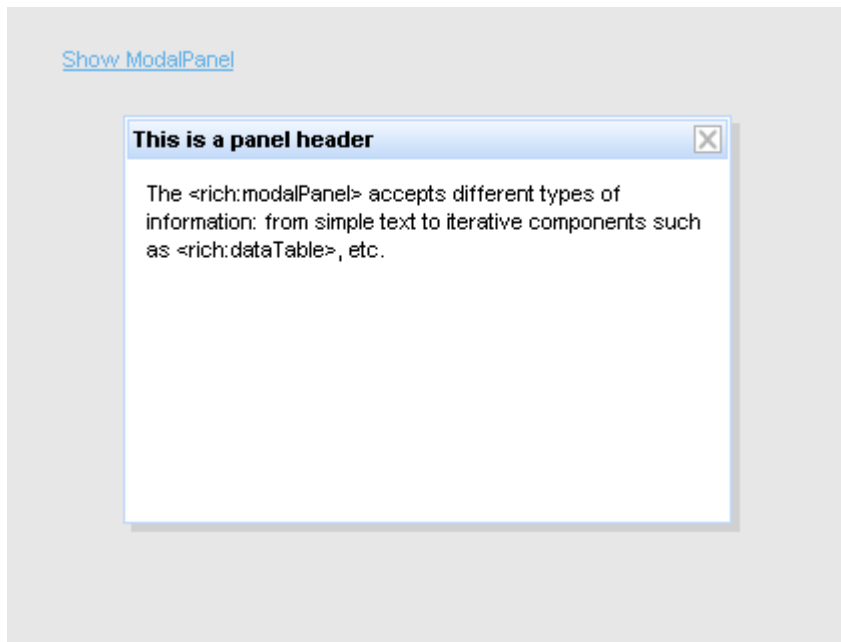 Show ModalPanel
This is a panel header
The <rich:modalPanel> accepts different types of
information: from simple text to iterative components such
as <rich:dataTable>, etc.